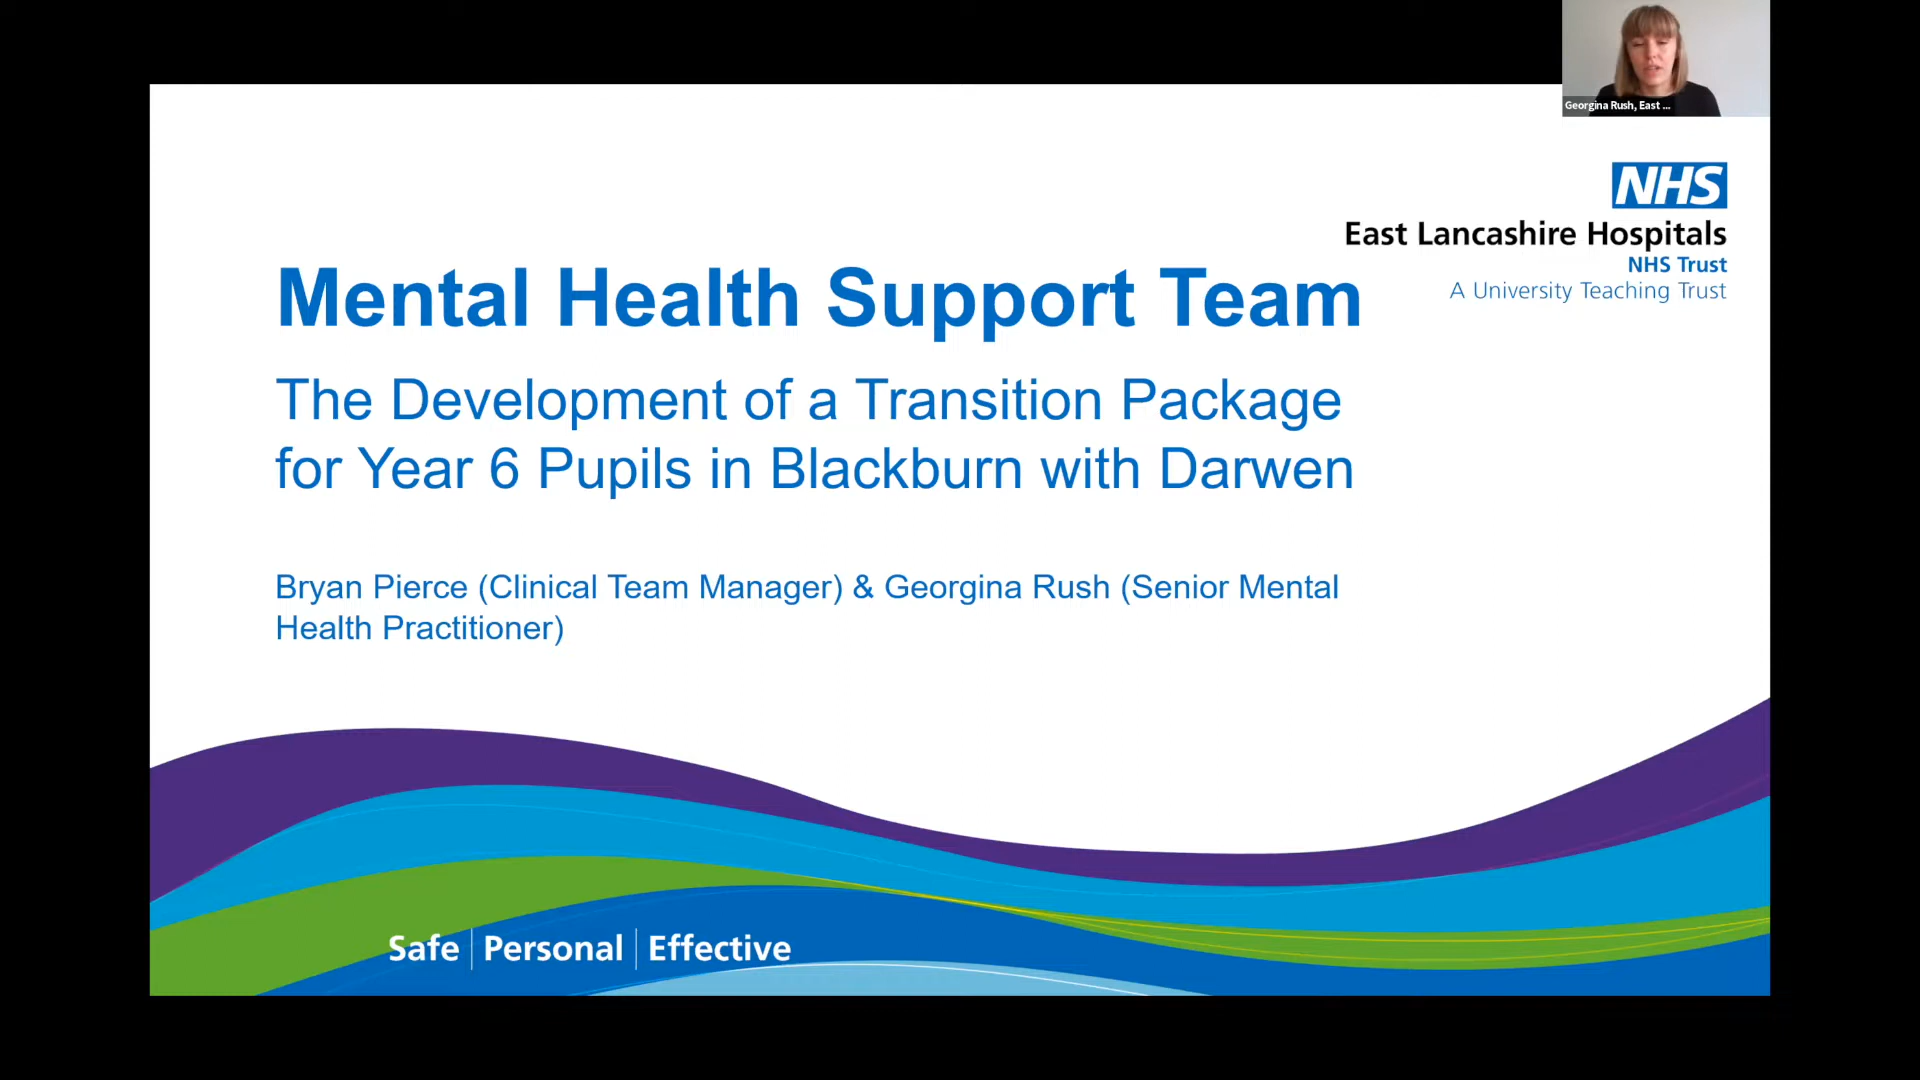 Georgina Rush, East ...
NHS
East Lancashire Hospitals
NHS Trust
A University Teaching Trust
Mental Health Support Team
The Development of a Transition Package
for Year 6 Pupils in Blackburn with Darwen
Bryan Pierce (Clinical Team Manager) & Georgina Rush (Senior Mental
Health Practitioner)
Safe | Personal | Effective